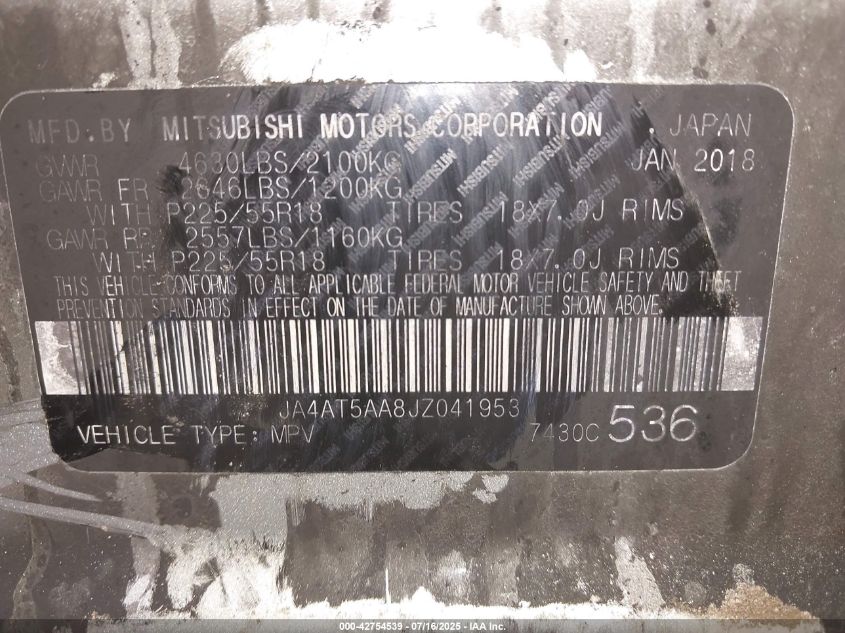 MFD.BY MITSUBISHI MOTORS CORPORATION . JAPAN
GVWR 4630LBS/2100KG JAN 2018
GAWR FR 2646LBS/1200KG
WITH P225/55R18 TIRES 18X7.0J RIMS
GAWR RR 2557LBS/1160KG
WITH P225/55R18 TIRES 18X7.0J RIMS
THIS VEHICLE CONFORMS TO ALL APPLICABLE FEDERAL MOTOR VEHICLE SAFETY AND THEFT
PREVENTION STANDARDS IN EFFECT ON THE DATE OF MANUFACTURE SHOWN ABOVE.
JA4AT5AA8JZ041953
VEHICLE TYPE: MPV 7430C 536
000-42754539 - 07/16/2025 - IAA Inc.